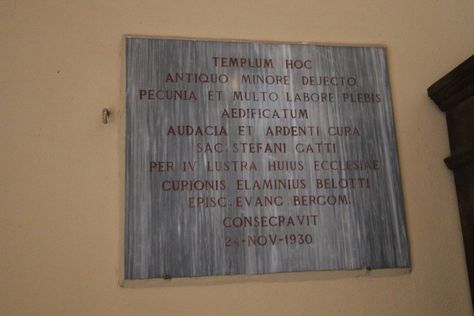 TEMPLUM HOC
ANTIQUO MINORE DEJECTO
PECUNIA ET MULTO LABORE PLEBIS
AEDIFICATUM
AUDACIA ET ARDENTI CURA
SAC. STEFANI GATTI
PER IV LUSTRA HUIUS ECCLESIAE
CURIONIS ELAMINIUS BELOTTI
EPISC. EVANG. BERGOM.
CONSECRAVIT
24-NOV-1930